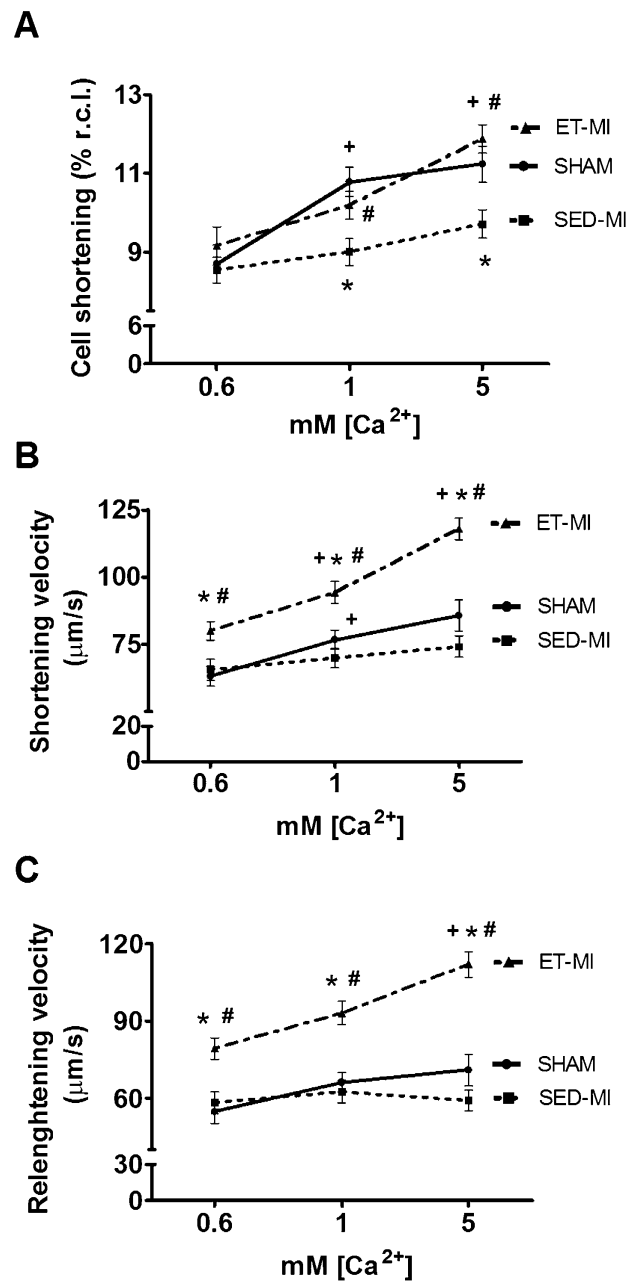 A
Cell shortening (% r.c.l.)
13
11
9
6
0
+
#
*
+ #
*
ET-MI
SHAM
SED-MI
0.6 1 5
mM [Ca2+]
B
Shortening velocity
(μm/s)
125
100
75
20
0
* #
+ * #
+
+ * #
ET-MI
SHAM
SED-MI
0.6 1 5
mM [Ca2+]
C
Relenghtening velocity
(μm/s)
120
90
60
30
0
* #
* #
+ * #
ET-MI
SHAM
SED-MI
0.6 1 5
mM [Ca2+]